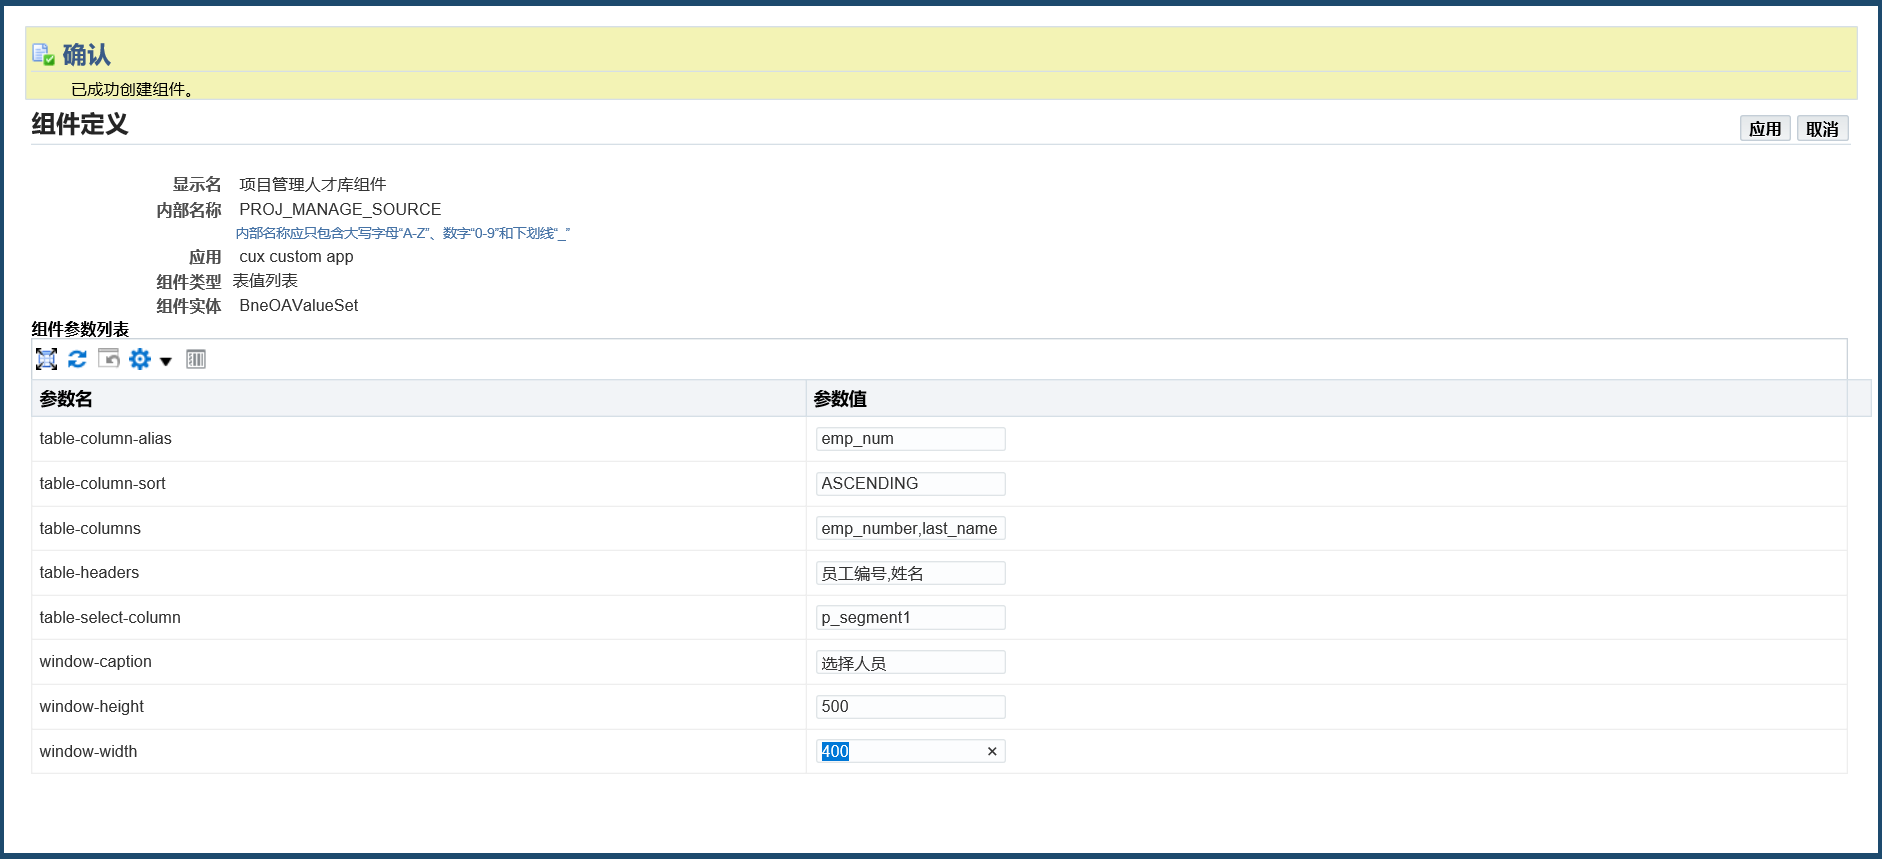 确认
已成功创建组件。
组件定义
应用 取消
显示名 项目管理人才库组件
内部名称 PROJ_MANAGE_SOURCE
内部名称应只包含大写字母“A-Z”、数字“0-9”和下划线“_”
应用 cux custom app
组件类型 表值列表
组件实体 BneOAValueSet
组件参数列表
参数名 参数值
table-column-alias emp_num
table-column-sort ASCENDING
table-columns emp_number,last_name
table-headers 员工编号,姓名
table-select-column p_segment1
window-caption 选择人员
window-height 500
window-width 400